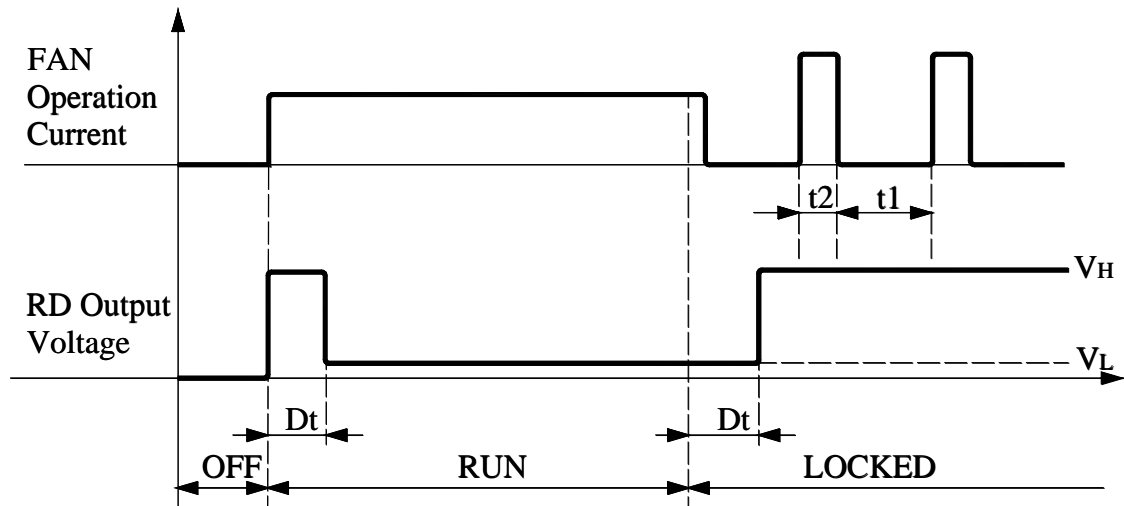 FAN
Operation
Current
t2
t1
RD Output
Voltage
VH
VL
Dt
Dt
OFF
RUN
LOCKED